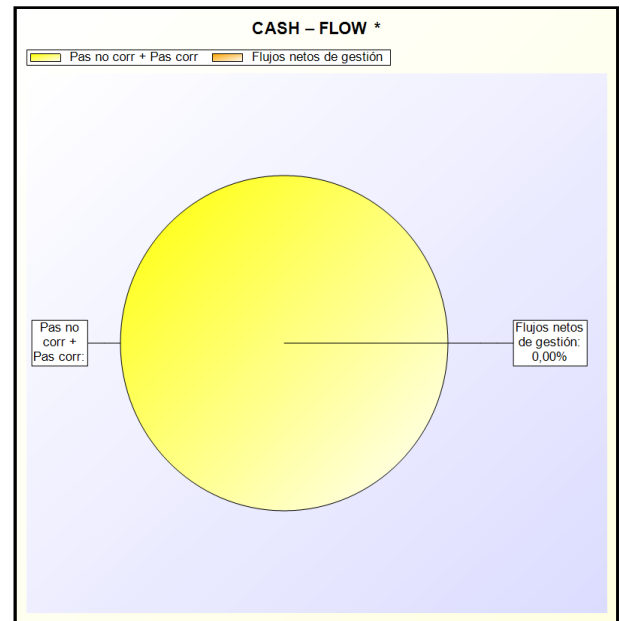 CASH – FLOW *
Pas no corr + Pas corr Flujos netos de gestión
Pas no
corr +
Pas corr:
Flujos netos
de gestión:
0,00%